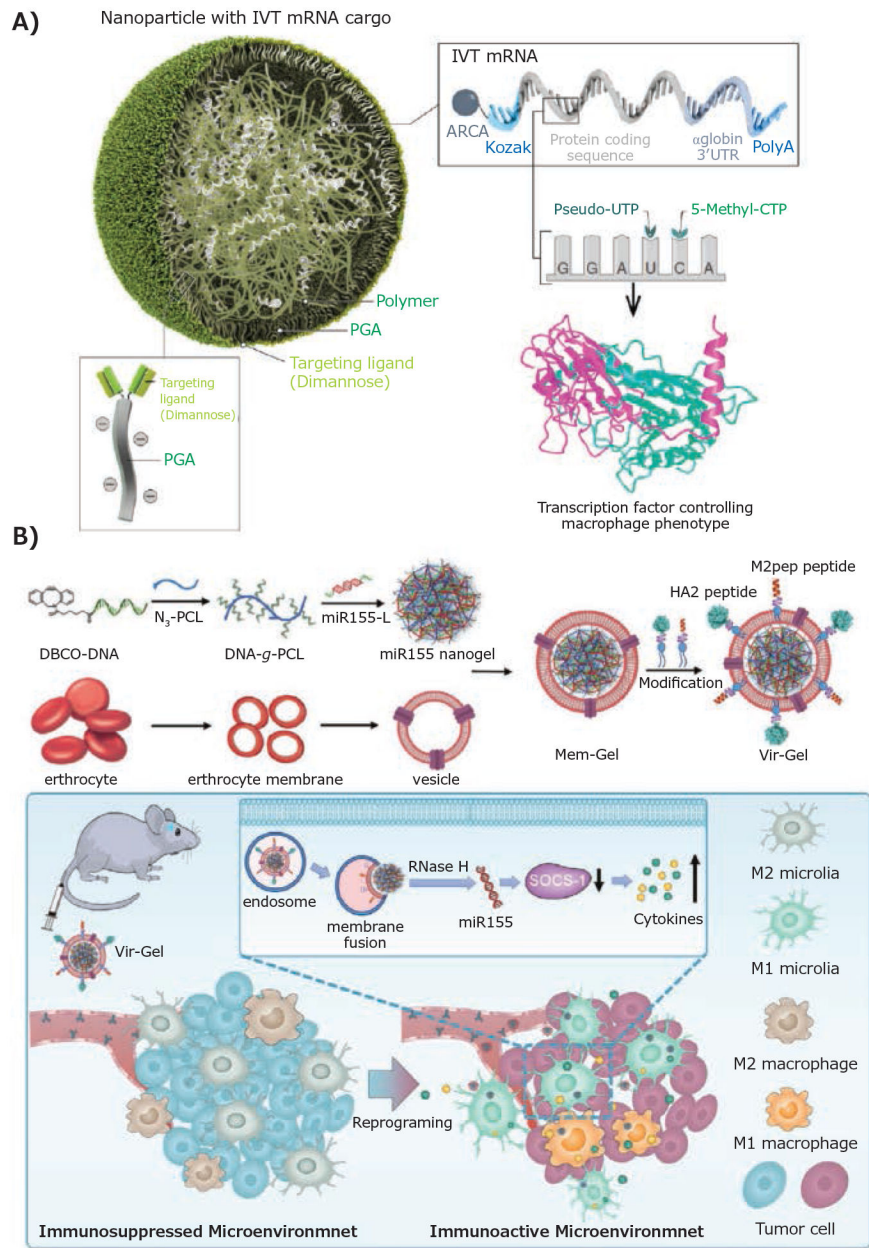 A)
Nanoparticle with IVT mRNA cargo
IVT mRNA
ARCA
Kozak
Protein coding
sequence
αglobin
3'UTR
PolyA
Pseudo-UTP
5-Methyl-CTP
G G A U C A
Polymer
PGA
Targeting ligand
(Dimannose)
Targeting
ligand
(Dimannose)
PGA
Transcription factor controlling
macrophage phenotype
B)
DBCO-DNA
N3-PCL
DNA-g-PCL
miR155-L
miR155 nanogel
erthrocyte
erthrocyte membrane
vesicle
Mem-Gel
Modification
HA2 peptide
M2pep peptide
Vir-Gel
Vir-Gel
endosome
membrane
fusion
RNase H
miR155
SOCS-1
Cytokines
M2 microlia
M1 microlia
M2 macrophage
M1 macrophage
Tumor cell
Reprograming
Immunosuppressed Microenvironmnet
Immunoactive Microenvironmnet